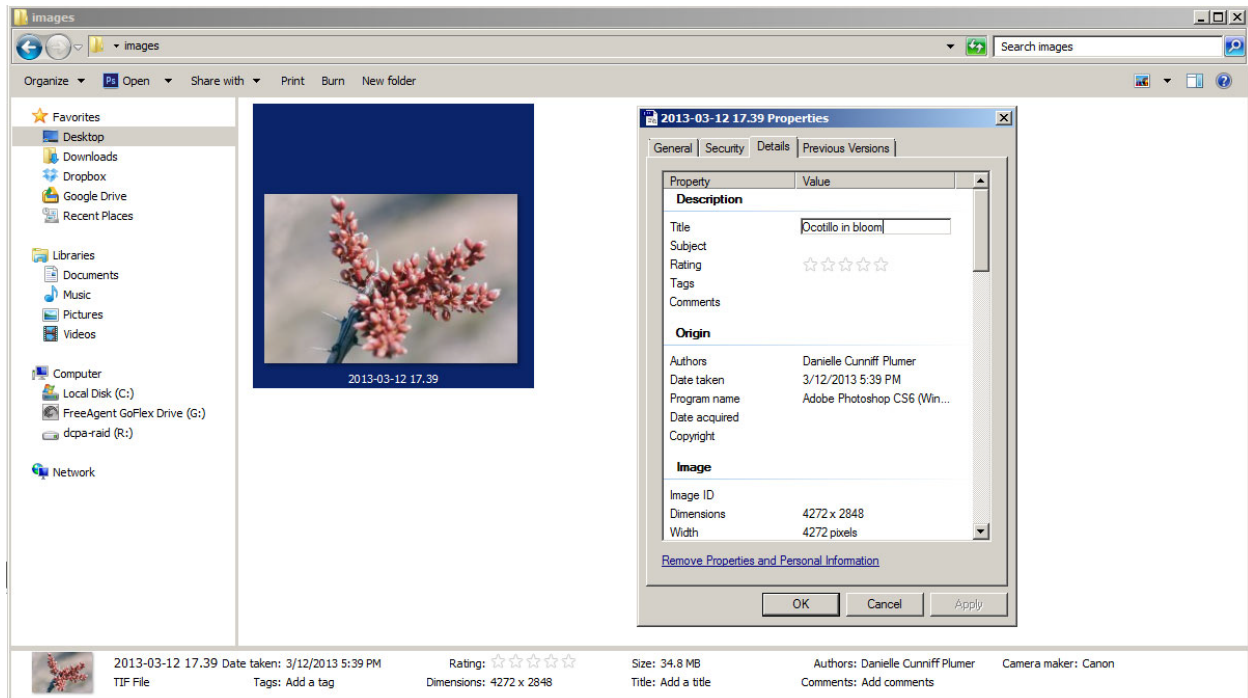 images
images
Search images
Organize
Ps
Open
Share with
Print
Burn
New folder
Favorites
Desktop
Downloads
Dropbox
Google Drive
Recent Places
Libraries
Documents
Music
Pictures
Videos
Computer
Local Disk (C:)
FreeAgent GoFlex Drive (G:)
dcpa-raid (R:)
Network
2013-03-12 17.39
2013-03-12 17.39 Properties
General Security Details Previous Versions
Property Value
Description
Title Ocotillo in bloom
Subject
Rating
Tags
Comments
Origin
Authors Danielle Cunniff Plumer
Date taken 3/12/2013 5:39 PM
Program name Adobe Photoshop CS6 (Win...
Date acquired
Copyright
Image
Image ID
Dimensions 4272 x 2848
Width 4272 pixels
Remove Properties and Personal Information
OK Cancel Apply
2013-03-12 17.39 Date taken: 3/12/2013 5:39 PM Rating: Size: 34.8 MB Authors: Danielle Cunniff Plumer Camera maker: Canon
TIF File Tags: Add a tag Dimensions: 4272 x 2848 Title: Add a title Comments: Add comments